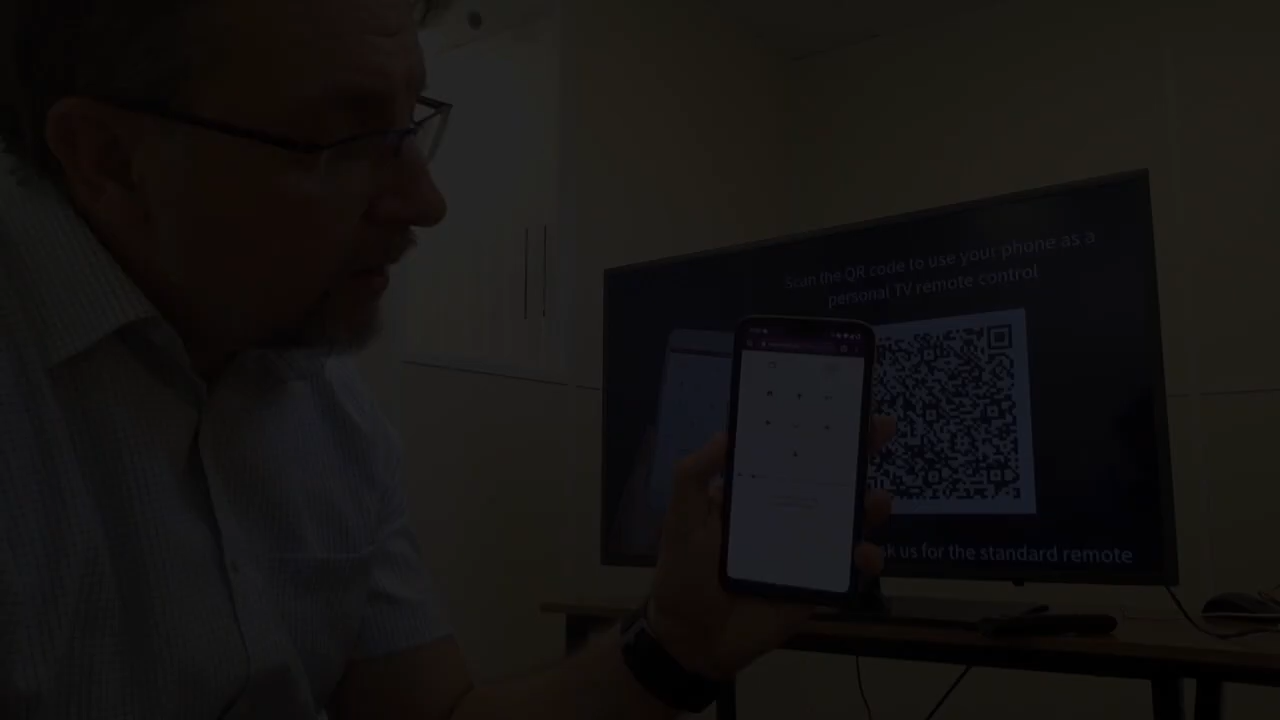 Scan the QR code to use your phone as a
personal TV remote control
sk us for the standard remote